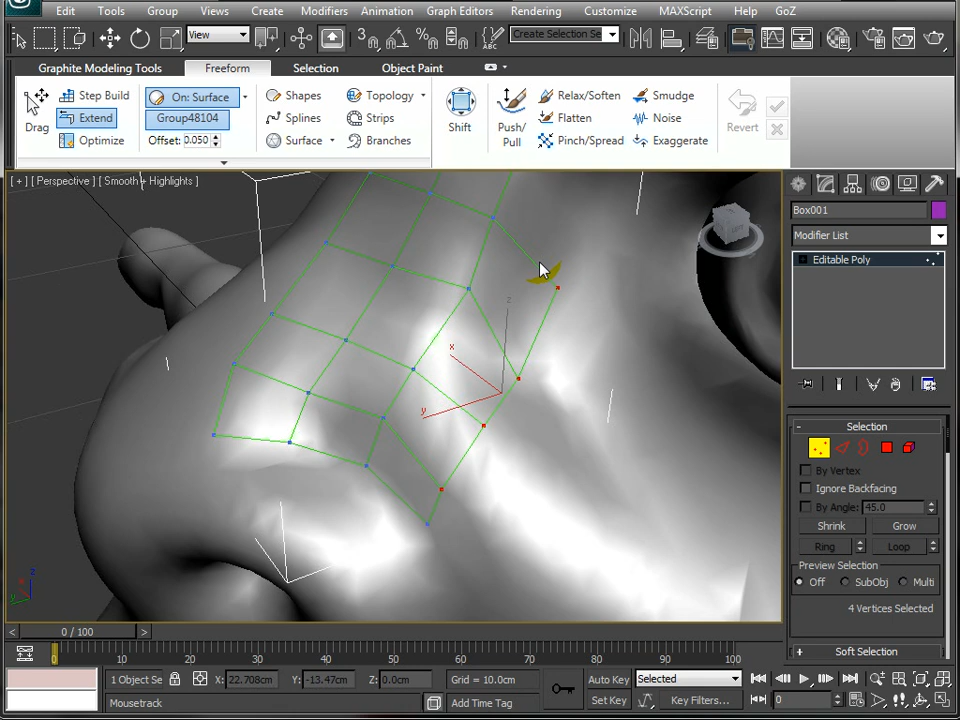 Edit Tools Group Views Create Modifiers Animation Graph Editors Rendering Customize MAXScript Help GoZ
View 3 Create Selection Se
Graphite Modeling Tools Freeform Selection Object Paint
Step Build On: Surface Shapes Topology Relax/Soften Smudge
Drag Extend Group48104 Splines Strips Shift Push/Pull Flatten Noise Revert
Optimize Offset: 0.050 Surface Branches Pinch/Spread Exaggerate
[ + ] [ Perspective ] [ Smooth + Highlights ]
LEFT
Box001
Modifier List
Editable Poly
z
x
y
- Selection
By Vertex
Ignore Backfacing
By Angle: 45.0
Shrink Grow
Ring Loop
Preview Selection
Off SubObj Multi
4 Vertices Selected
z
x
y
< 0 / 100 >
+ Soft Selection
0 10 20 30 40 50 60 70 80 90 100
1 Object Se X: 22.708cm Y: -13.47cm Z: 0.0cm Grid = 10.0cm Auto Key Selected
Mousetrack Add Time Tag Set Key Key Filters... 0